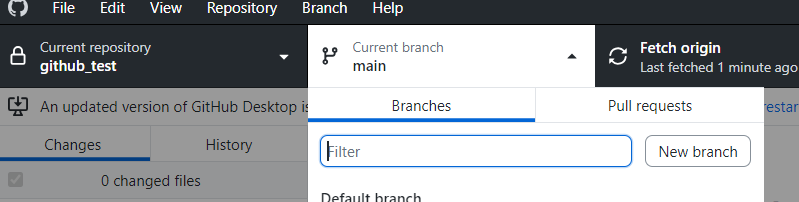 File Edit View Repository Branch Help
Current repository
github_test
Current branch
main
Fetch origin
Last fetched 1 minute ago
An updated version of GitHub Desktop is
restar
Branches
Pull requests
Changes
History
Filter
New branch
0 changed files
Default branch